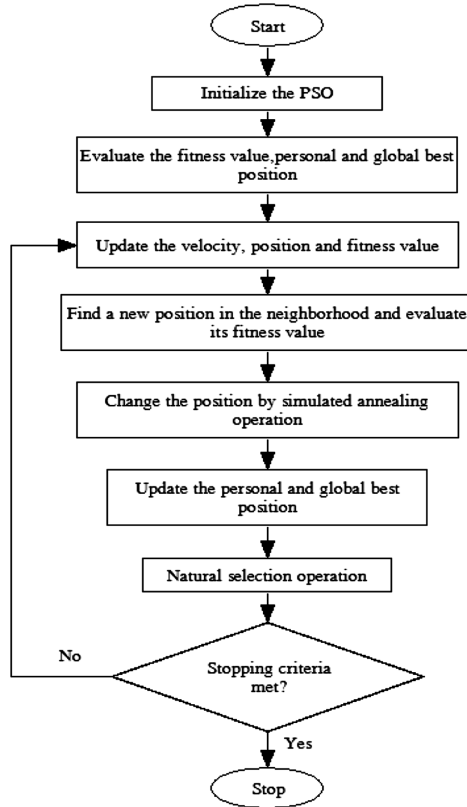 Start
Initialize the PSO
Evaluate the fitness value,personal and global best
position
Update the velocity, position and fitness value
Find a new position in the neighborhood and evaluate
its fitness value
Change the position by simulated annealing
operation
Update the personal and global best
position
Natural selection operation
No
Stopping criteria
met?
Yes
Stop